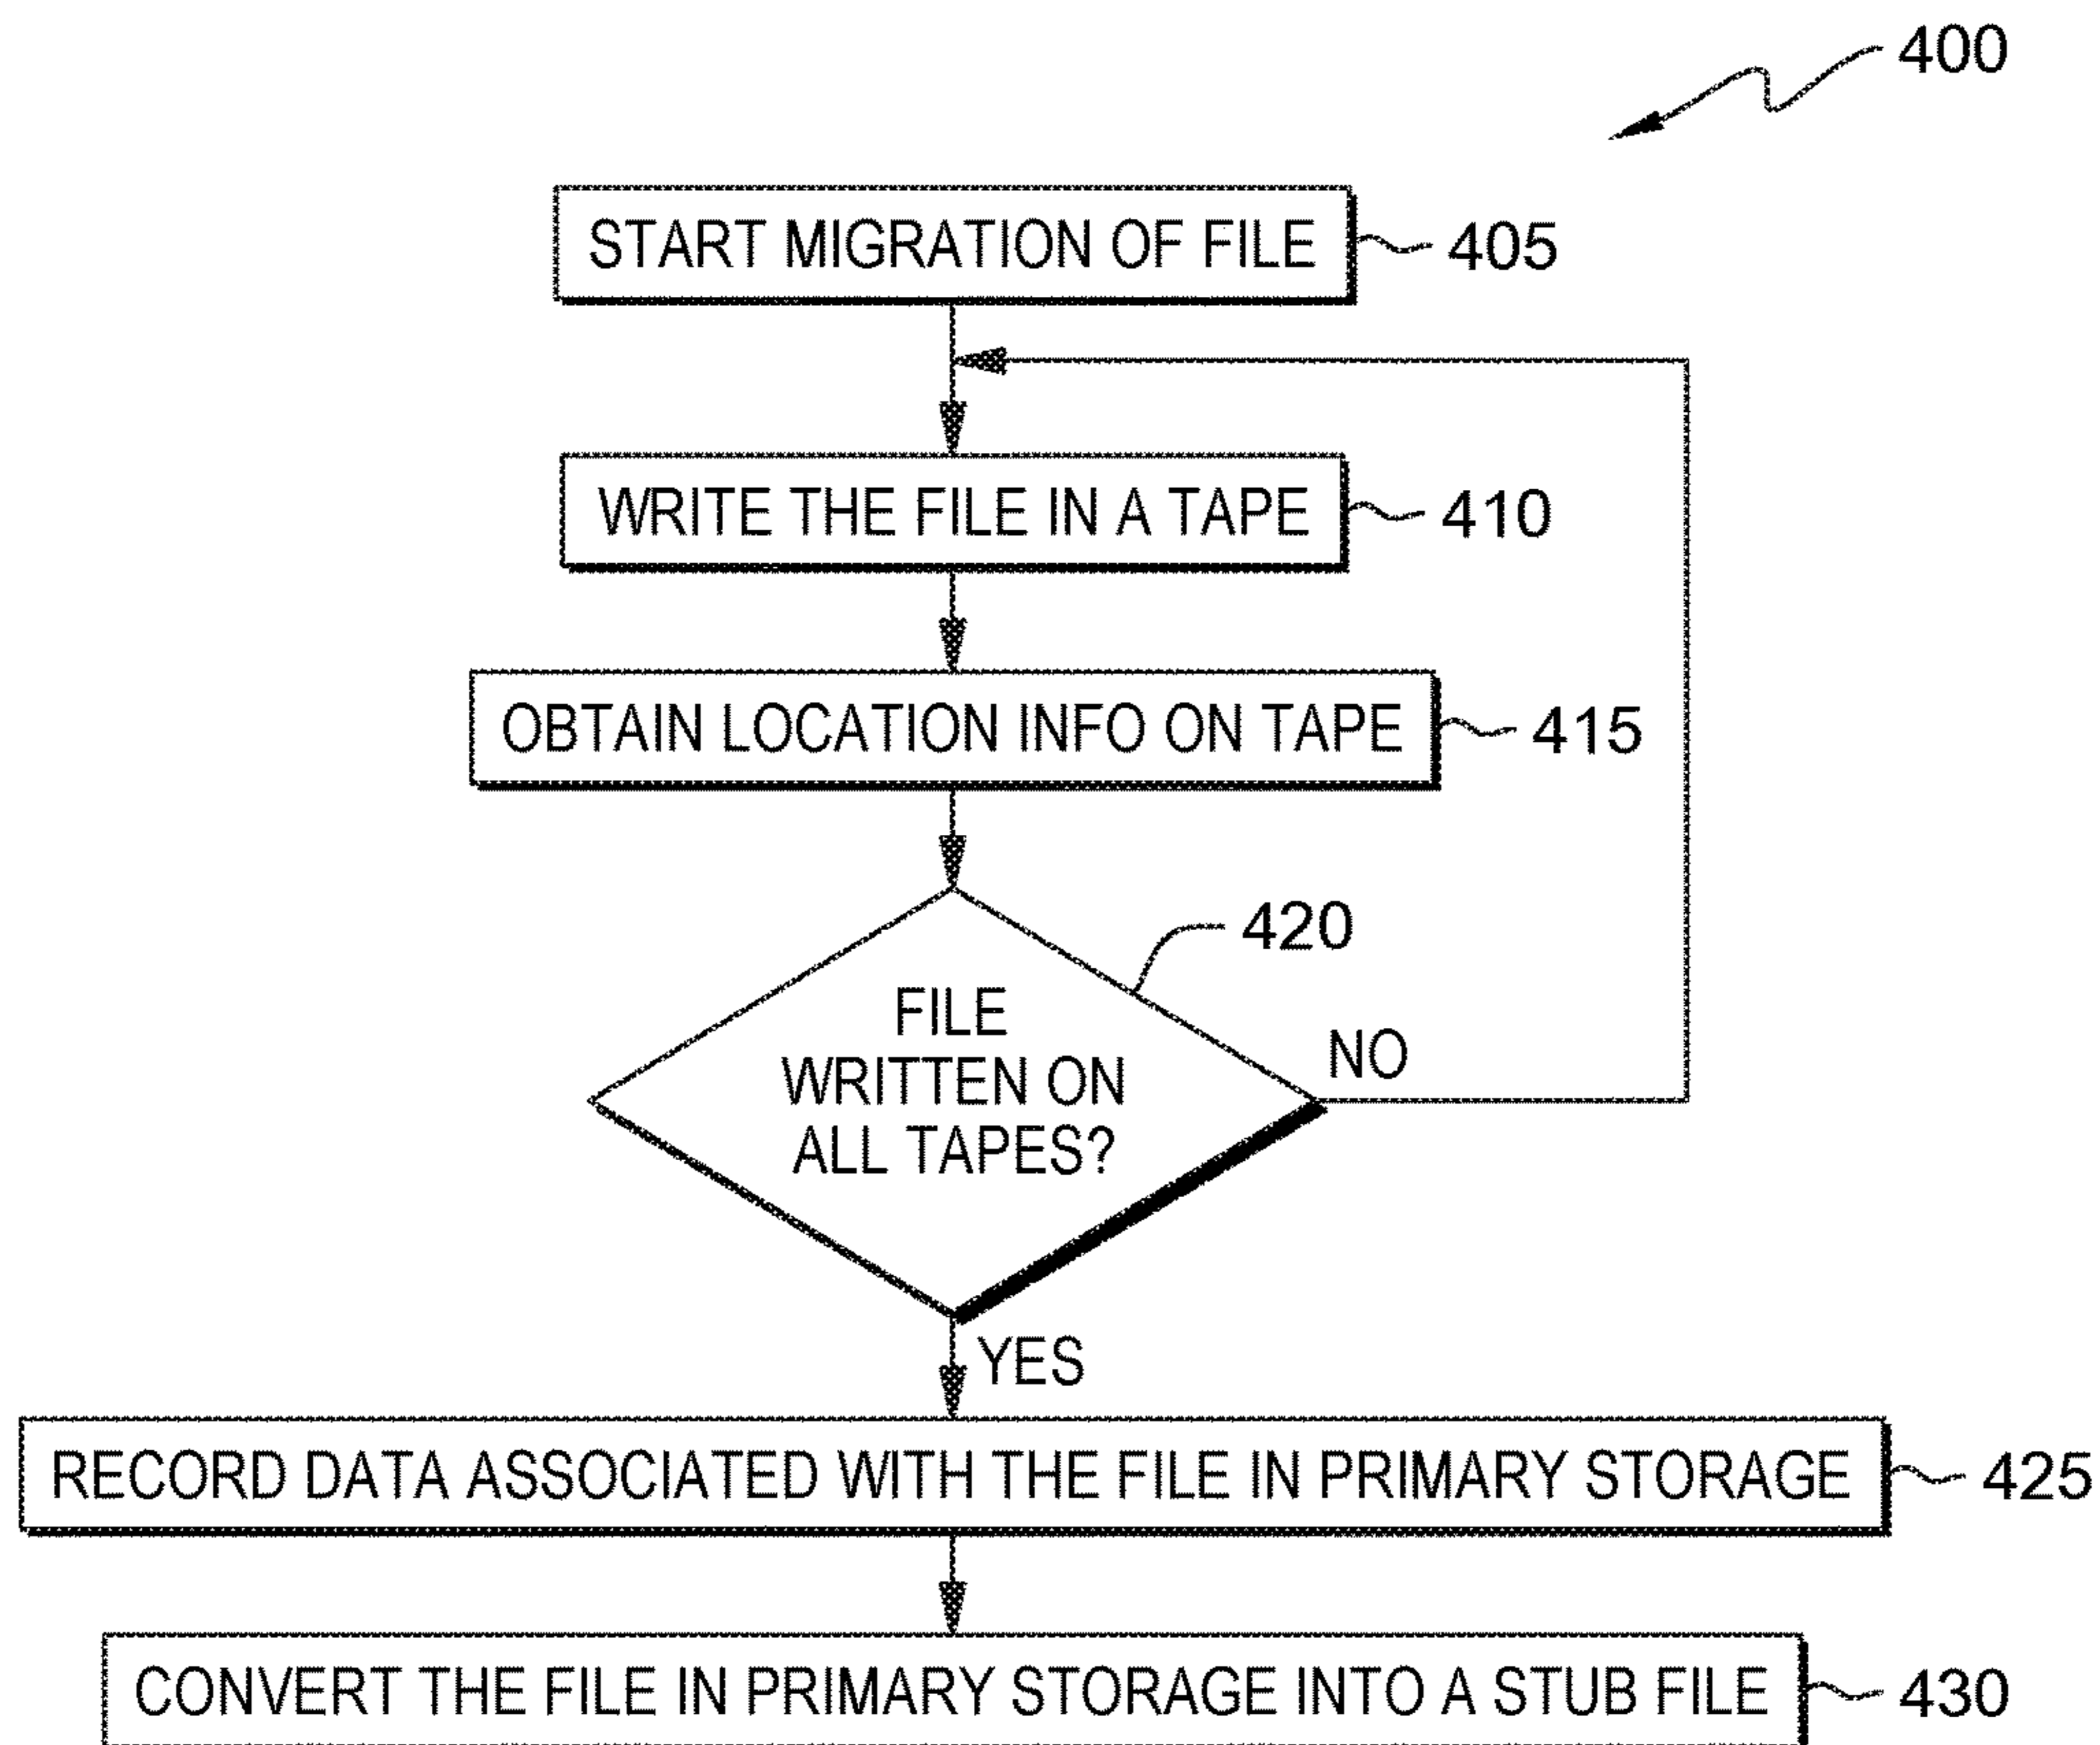 400
START MIGRATION OF FILE
405
WRITE THE FILE IN A TAPE
410
OBTAIN LOCATION INFO ON TAPE
415
420
FILE
WRITTEN ON
ALL TAPES?
NO
YES
RECORD DATA ASSOCIATED WITH THE FILE IN PRIMARY STORAGE
425
CONVERT THE FILE IN PRIMARY STORAGE INTO A STUB FILE
430